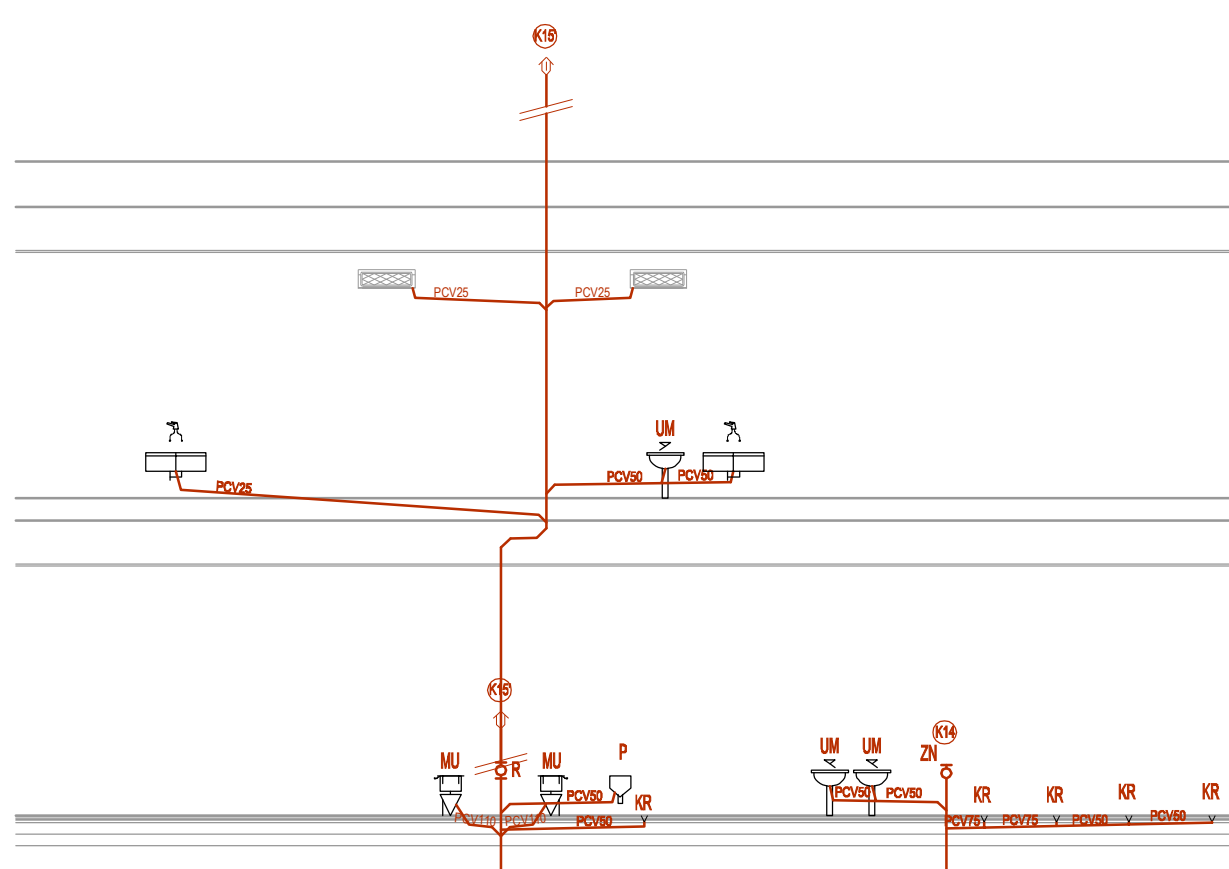 K15'
PCV25 PCV25
UM
PCV25 PCV50 PCV50
K15'
K14
MU R MU P UM UM ZN
PCV50 KR PCV50 PCV50 KR KR KR KR
PCV110 PCV110 PCV50 PCV75 PCV75 PCV50 PCV50